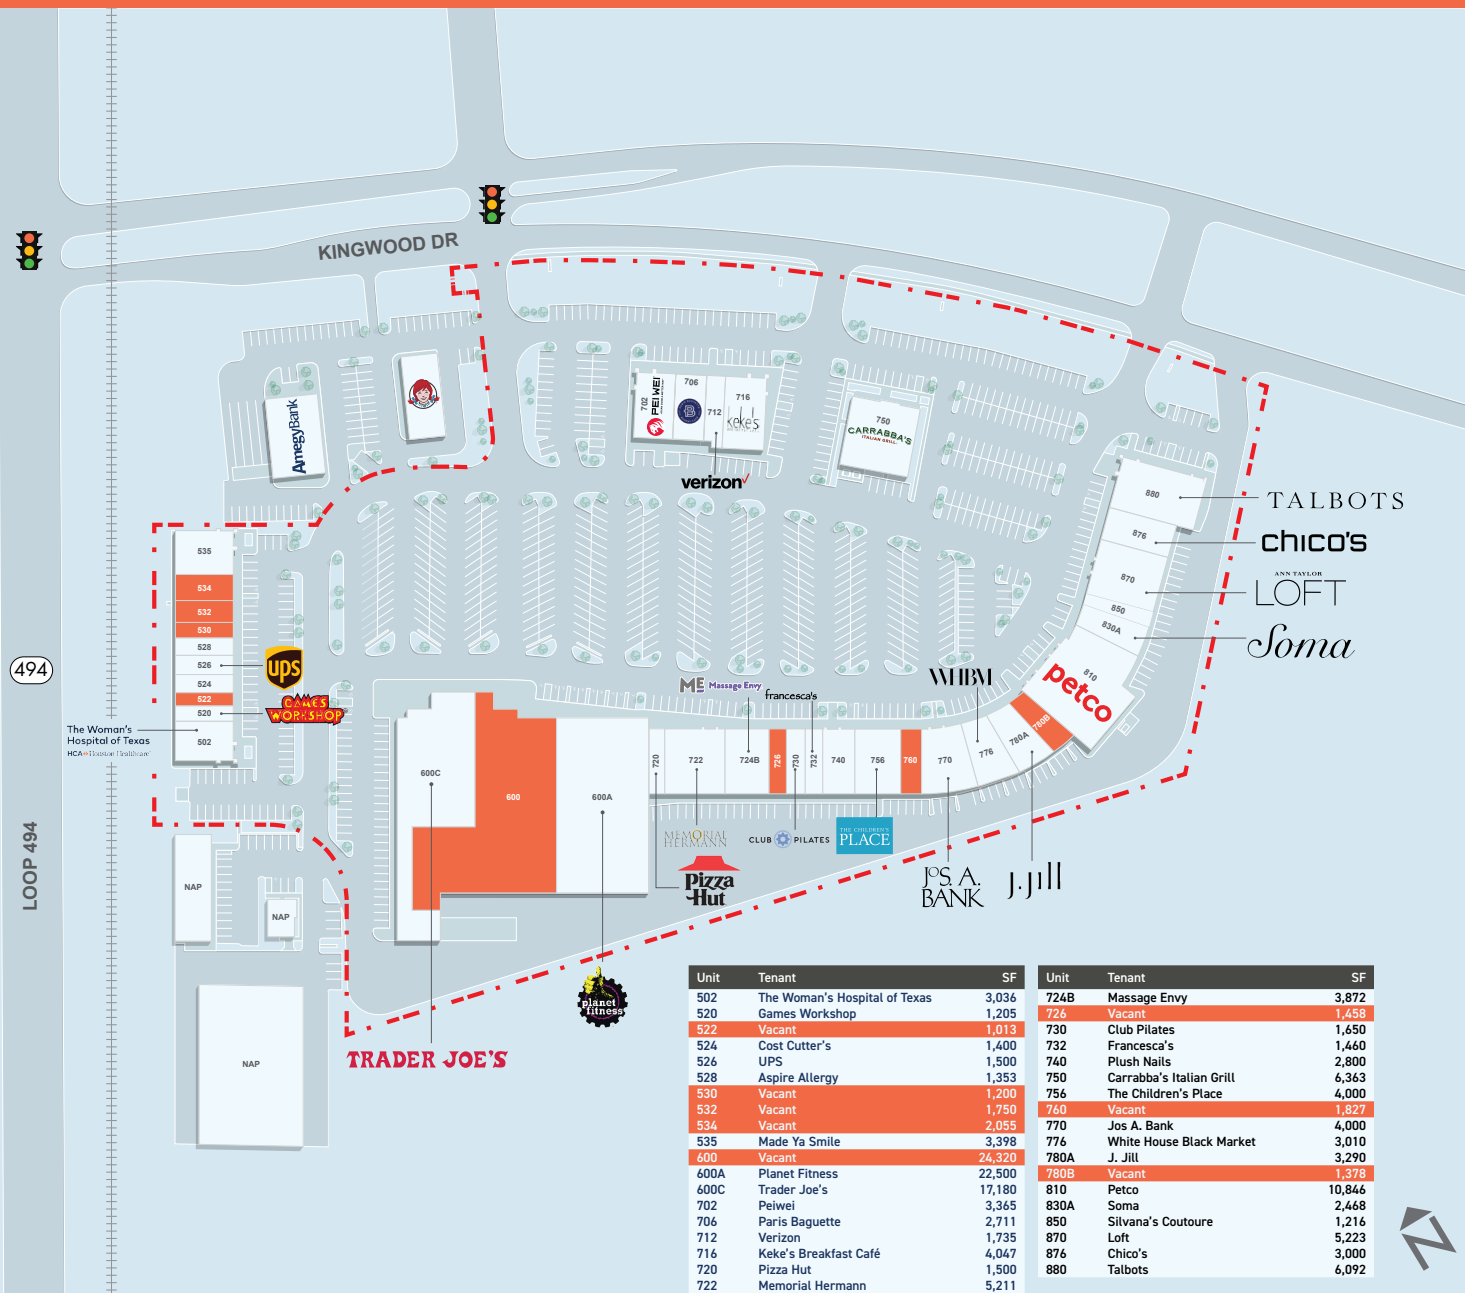 KINGWOOD DR
AmegyBank
702
PEI WEI
706
B
712
716
kekes
verizon
750
CARRABBA'S
ITALIAN GRILL
880
TALBOTS
876
chico's
870
ANN TAYLOR
LOFT
850
830A
Soma
810
petco
535
534
532
530
528
526
ups
524
522
520
GAMES
WORKSHOP
502
The Woman's
Hospital of Texas
HCA Houston Healthcare
494
LOOP 494
WHBM
ME Massage Envy
francesca's
600C
600
600A
720
722
724B
726
730
732
740
756
760
770
776
780A
780B
MEMORIAL
HERMANN
CLUB PILATES
THE CHILDREN'S
PLACE
Pizza
Hut
JOS. A.
BANK
J.Jill
planet
fitness
TRADER JOE'S
NAP
NAP
NAP
Unit Tenant SF
502 The Woman's Hospital of Texas 3,036
520 Games Workshop 1,205
522 Vacant 1,013
524 Cost Cutter's 1,400
526 UPS 1,500
528 Aspire Allergy 1,353
530 Vacant 1,200
532 Vacant 1,750
534 Vacant 2,055
535 Made Ya Smile 3,398
600 Vacant 24,320
600A Planet Fitness 22,500
600C Trader Joe's 17,180
702 Peiwei 3,365
706 Paris Baguette 2,711
712 Verizon 1,735
716 Keke's Breakfast Café 4,047
720 Pizza Hut 1,500
722 Memorial Hermann 5,211
Unit Tenant SF
724B Massage Envy 3,872
726 Vacant 1,458
730 Club Pilates 1,650
732 Francesca's 1,460
740 Plush Nails 2,800
750 Carrabba's Italian Grill 6,363
756 The Children's Place 4,000
760 Vacant 1,827
770 Jos A. Bank 4,000
776 White House Black Market 3,010
780A J. Jill 3,290
780B Vacant 1,378
810 Petco 10,846
830A Soma 2,468
850 Silvana's Coutoure 1,216
870 Loft 5,223
876 Chico's 3,000
880 Talbots 6,092
N